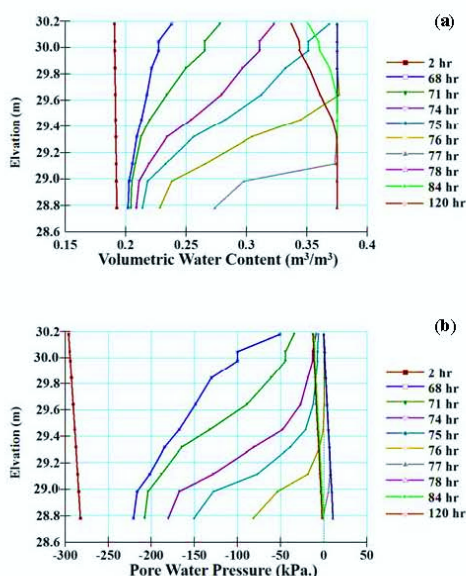 (a)
30.2
30.0
29.8
29.6
29.4
29.2
29.0
28.8
28.6
Elvation (m)
0.15 0.2 0.25 0.3 0.35 0.4
Volumetric Water Content (m³/m³)
2 hr
68 hr
71 hr
74 hr
75 hr
76 hr
77 hr
78 hr
84 hr
120 hr
(b)
30.2
30.0
29.8
29.6
29.4
29.2
29.0
28.8
28.6
Elvation (m)
-300 -250 -200 -150 -100 -50 0 50
Pore Water Pressure (kPa.)
2 hr
68 hr
71 hr
74 hr
75 hr
76 hr
77 hr
78 hr
84 hr
120 hr